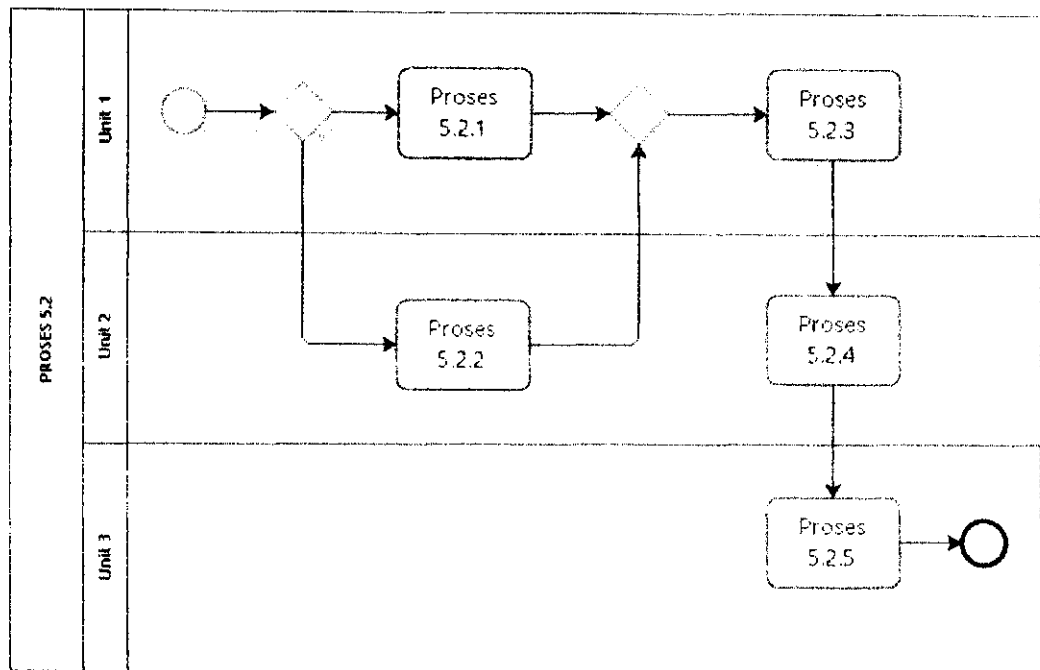 PROSES 5.2
Unit 1
Proses
5.2.1
Proses
5.2.3
Unit 2
Proses
5.2.2
Proses
5.2.4
Unit 3
Proses
5.2.5